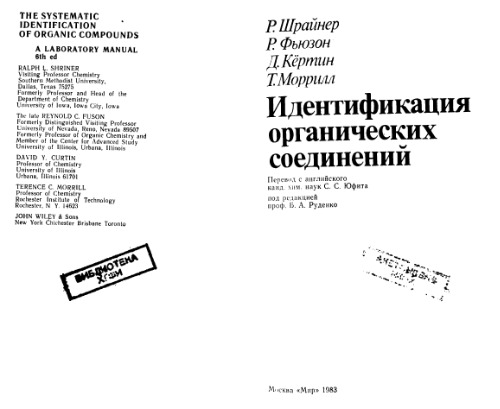 THE SYSTEMATIC
IDENTIFICATION
OF ORGANIC COMPOUNDS
A LABORATORY MANUAL
6th ed
RALPH L. SHRINER
Visiting Professor Chemistry
Southern Methodist University,
Dallas, Texas 75275
Formerly Professor and Head of the
Department of Chemistry
University of Iowa, Iowa City, Iowa
The late REYNOLD C. FUSON
Formerly Distinguished Visiting Professor
University of Nevada, Reno, Nevada 89507
Formerly Professor of Organic Chemistry and
Member of the Center for Advanced Study
University of Illinois, Urbana, Illinois
DAVID Y. CURTIN
Professor of Chemistry
University of Illinois
Urbana, Illinois 61701
TERENCE C. MORRILL
Professor of Chemistry
Rochester Institute of Technology
Rochester, N. Y. 14623
JOHN WILEY & Sons
New York Chichester Brisbane Toronto
БИБЛИОТЕКА
Р. Шрайнер
Р. Фьюзон
Д. Кёртин
Т. Моррилл
Идентификация
органических
соединений
Перевод с английского
канд. хим. наук С. С. Юфита
под редакцией
проф. Б. А. Руденко
Москва «Мир» 1983